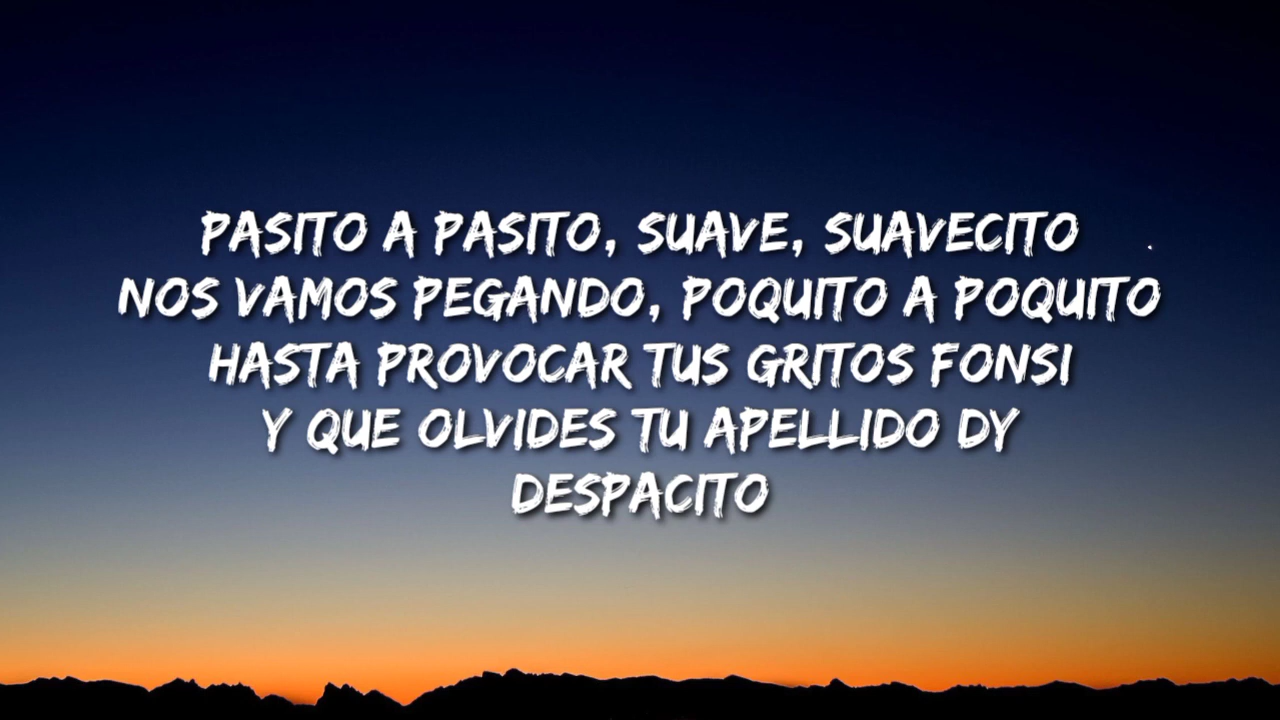 PASITO A PASITO, SUAVE, SUAVECITO
NOS VAMOS PEGANDO, POQUITO A POQUITO
HASTA PROVOCAR TUS GRITOS FONSI
Y QUE OLVIDES TU APELLIDO DY
DESPACITO